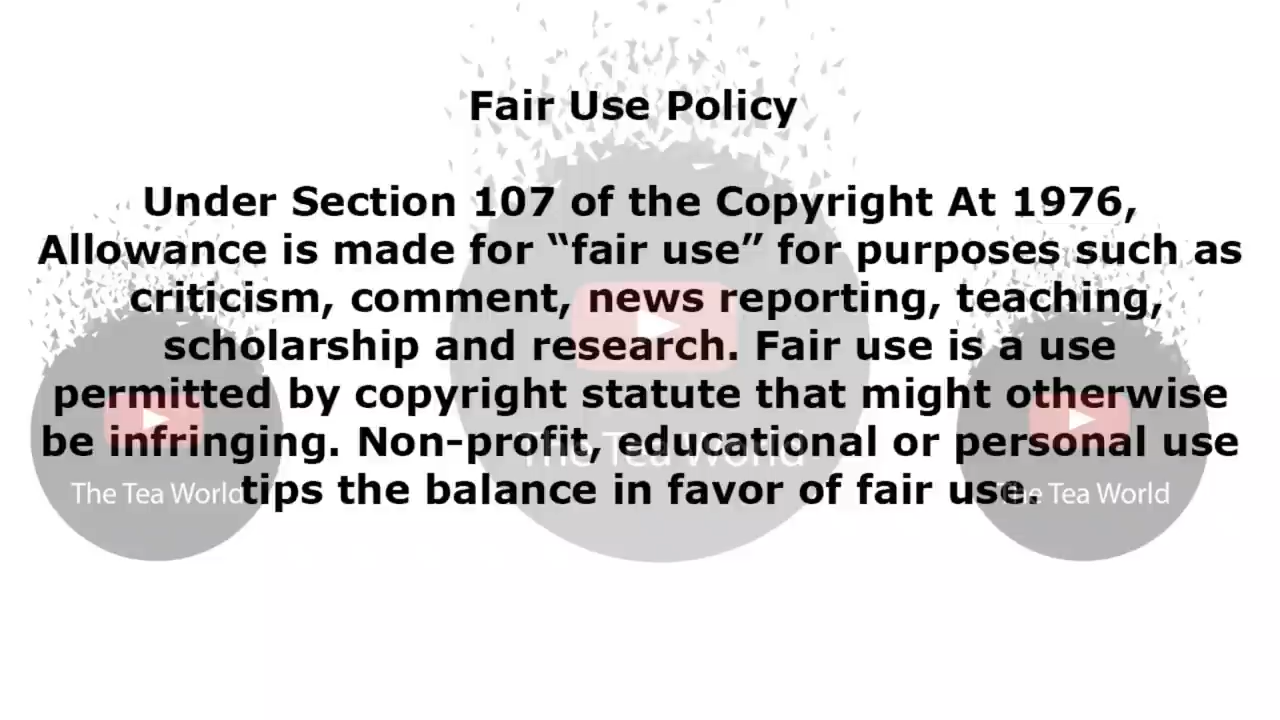 Fair Use Policy
Under Section 107 of the Copyright At 1976,
Allowance is made for “fair use” for purposes such as
criticism, comment, news reporting, teaching,
scholarship and research. Fair use is a use
permitted by copyright statute that might otherwise
be infringing. Non-profit, educational or personal use
tips the balance in favor of fair use.
The Tea World
The Tea World
The Tea World